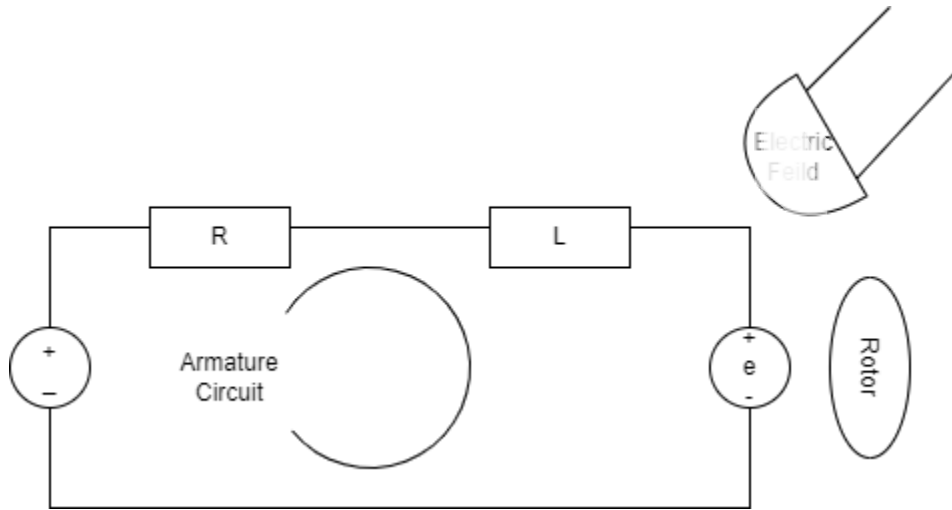 Electric
Feild
R
L
+
–
Armature
Circuit
+
e
-
Rotor